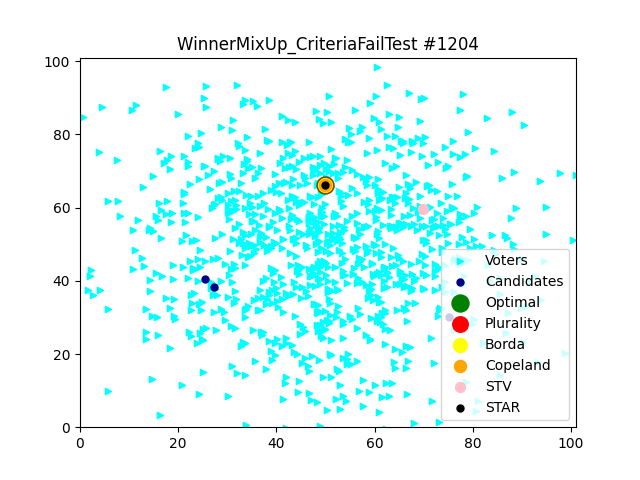 WinnerMixUp_CriteriaFailTest #1204
100
80
60
40
20
0
0
20
40
60
80
100
Voters
Candidates
Optimal
Plurality
Borda
Copeland
STV
STAR